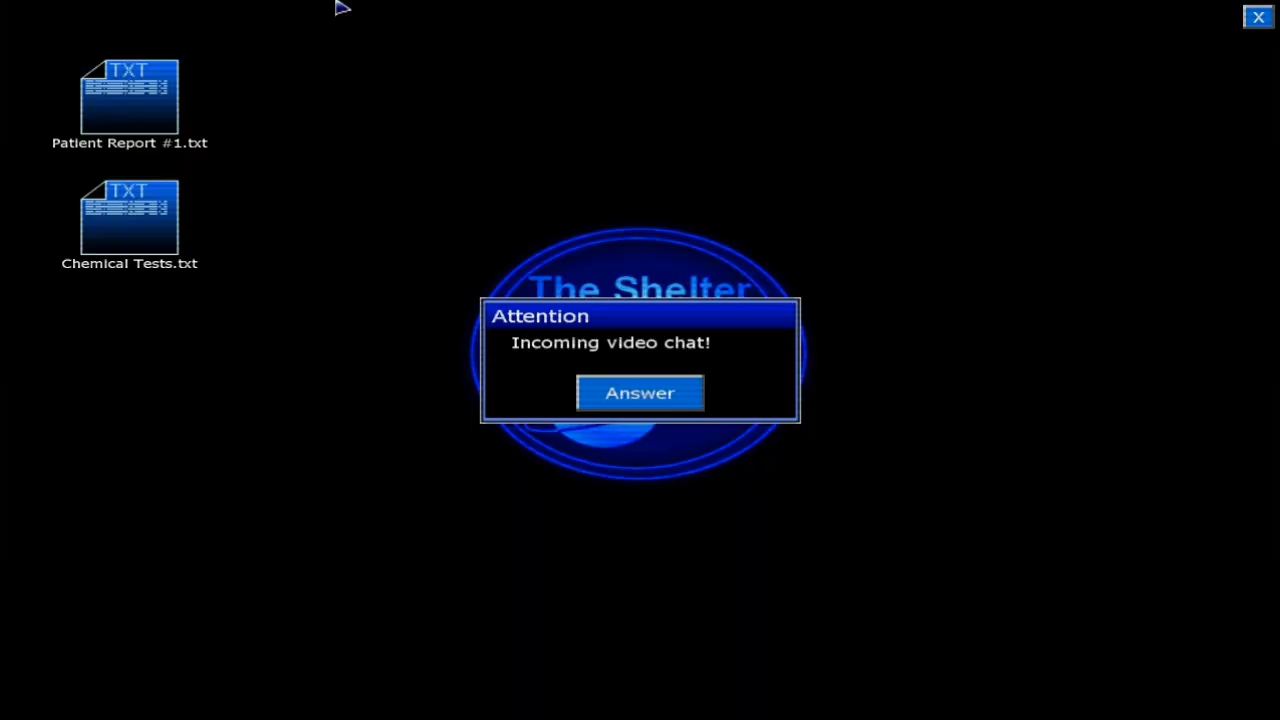 X
TXT
Patient Report #1.txt
TXT
Chemical Tests.txt
The Shelter
Attention
Incoming video chat!
Answer